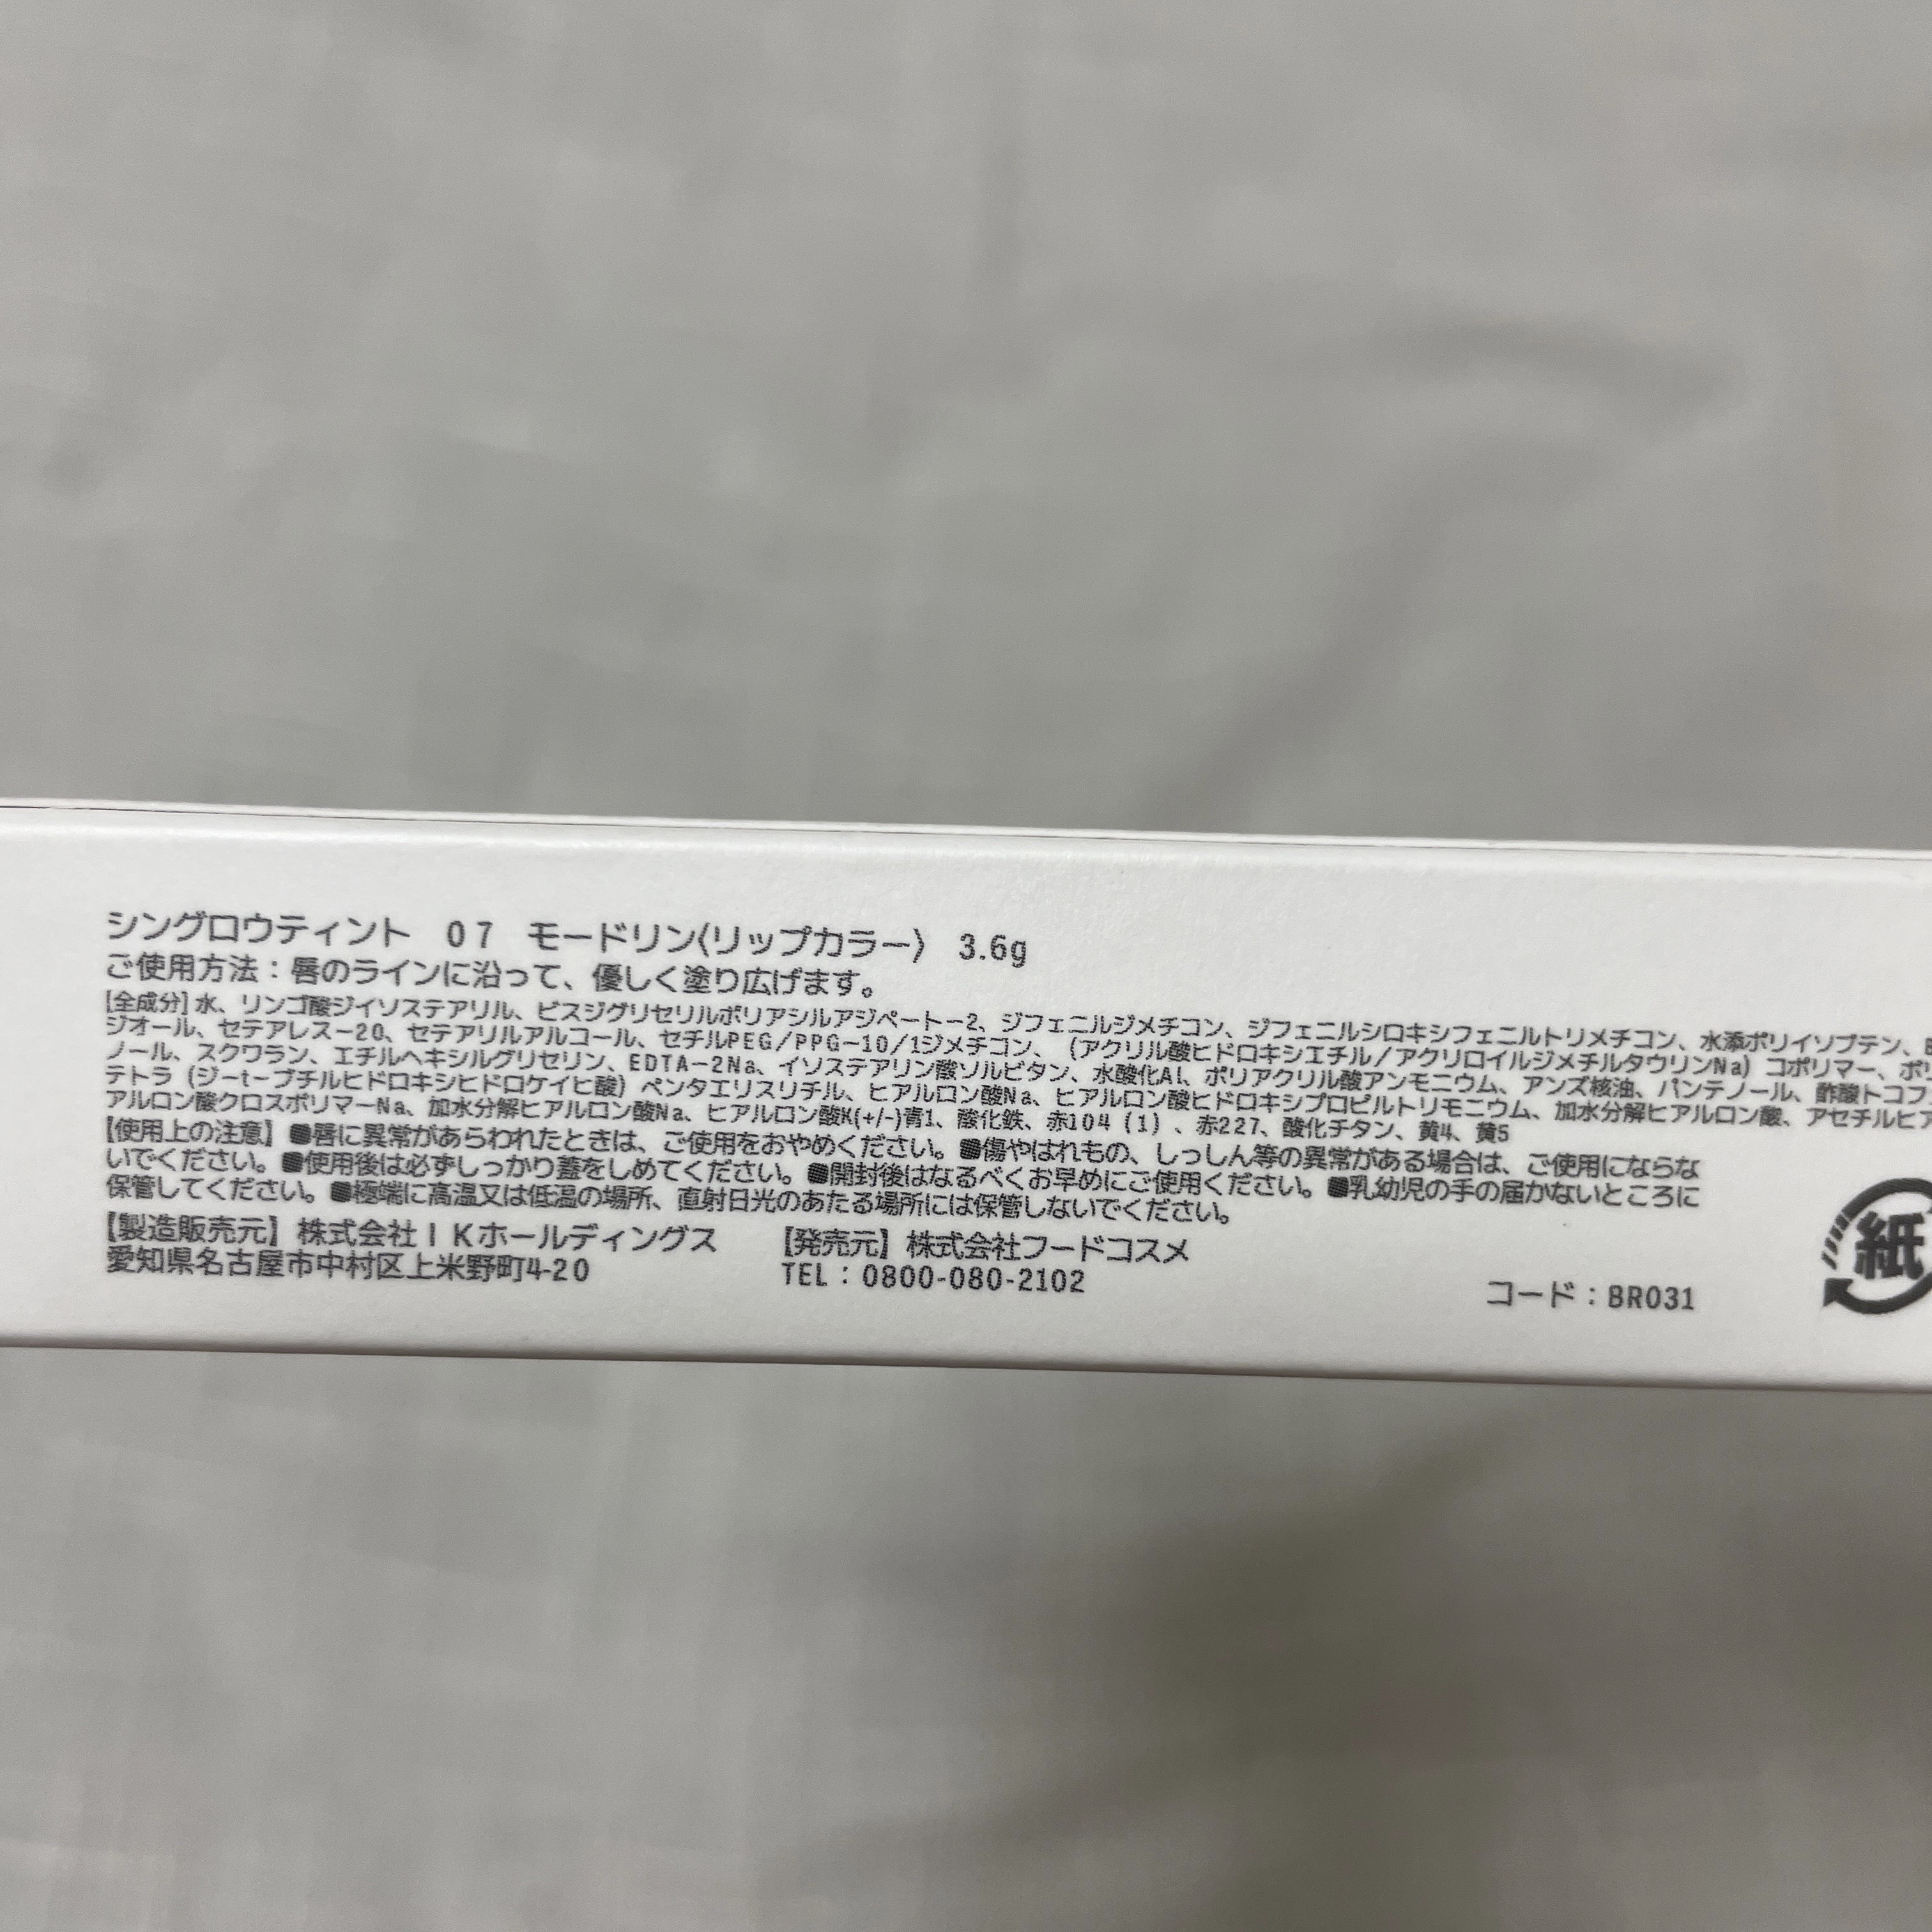 シングロウティント　07　モードリン(リップカラー)　3.6g
ご使用方法：唇のラインに沿って、優しく塗り広げます。
[全成分]水、リンゴ酸ジイソステアリル、ビスジグリセリルポリアシルアジペートー2、ジフェニルジメチコン、ジフェニルシロキシフェニルトリメチコン、水添ポリイソブテン、
ジオール、セテアレスー20、セテアリルアルコール、セチルPEG/PPGー10/1ジメチコン、（アクリル酸ヒドロキシエチル/アクリロイルジメチルタウリンNa）コポリマー、ポリ
ノール、スクワラン、エチルヘキシルグリセリン、EDTAー2Na、イソステアリン酸ソルビタン、水酸化Al、ポリアクリル酸アンモニウム、アンズ核油、パンテノール、酢酸トコフ
テトラ（ジーtーブチルヒドロキシヒドロケイヒ酸）ペンタエリスリチル、ヒアルロン酸Na、ヒアルロン酸ヒドロキシプロピルトリモニウム、加水分解ヒアルロン酸、アセチルヒア
アルロン酸クロスポリマーNa、加水分解ヒアルロン酸Na、ヒアルロン酸K(+/-)青1、酸化鉄、赤104（1）、赤227、酸化チタン、黄4、黄5
【使用上の注意】●唇に異常があらわれたときは、ご使用をおやめください。●傷やはれもの、しっしん等の異常がある場合は、ご使用にならな
いでください。●使用後は必ずしっかり蓋をしめてください。●開封後はなるべくお早めにご使用ください。●乳幼児の手の届かないところに
保管してください。●極端に高温又は低温の場所、直射日光のあたる場所には保管しないでください。
【製造販売元】株式会社ＩＫホールディングス　【発売元】株式会社フードコスメ
愛知県名古屋市中村区上米野町4-20　TEL：0800-080-2102
コード：BR031
紙